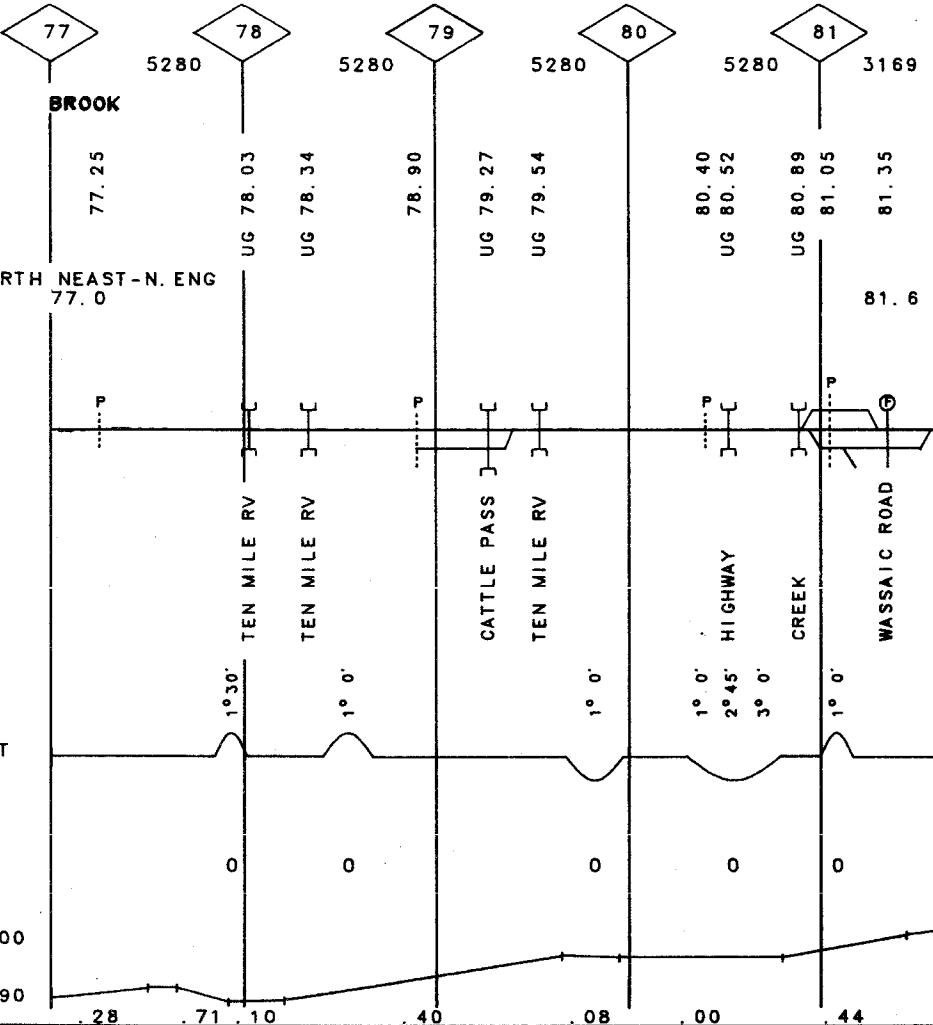 77 78 79 80 81
5280 5280 5280 5280 3169
BROOK
77.25
UG 78.03
UG 78.34
78.90
UG 79.27
UG 79.54
80.40
UG 80.52
UG 80.89
81.05
81.35
RTH NEAST-N. ENG
77.0 81.6
P P P P F
TEN MILE RV
TEN MILE RV
CATTLE PASS
TEN MILE RV
HIGHWAY
CREEK
WASSAIC ROAD
1°30'
1° 0'
1° 0'
1° 0'
2°45'
3° 0'
1° 0'
T
0 0 0 0 0
00
90
.28 .71 .10 .40 .08 .00 .44